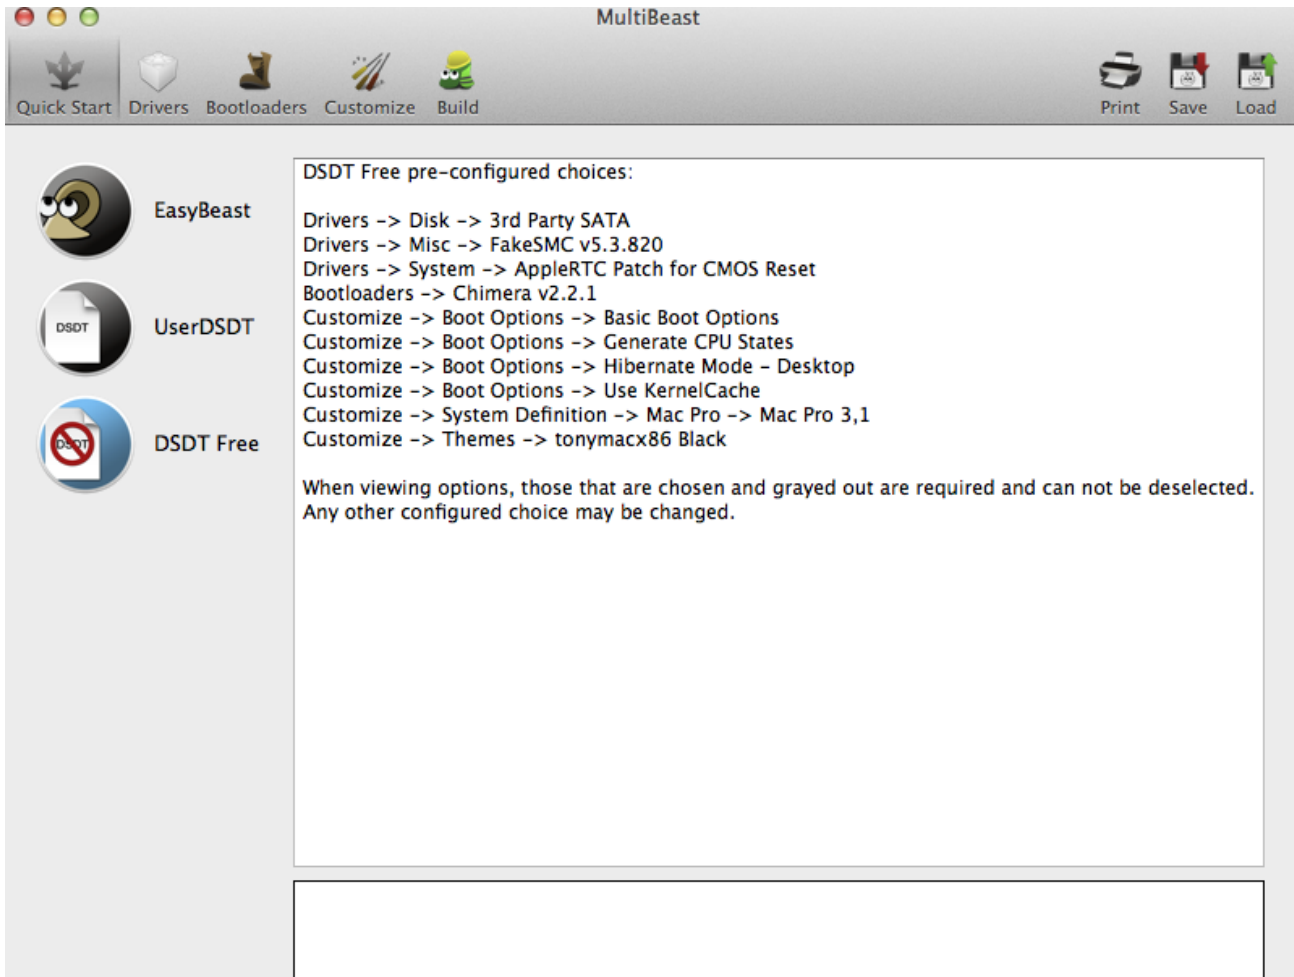 MultiBeast
Quick Start Drivers Bootloaders Customize Build Print Save Load
EasyBeast
DSDT
UserDSDT
DSDT
DSDT Free
DSDT Free pre-configured choices:
Drivers -> Disk -> 3rd Party SATA
Drivers -> Misc -> FakeSMC v5.3.820
Drivers -> System -> AppleRTC Patch for CMOS Reset
Bootloaders -> Chimera v2.2.1
Customize -> Boot Options -> Basic Boot Options
Customize -> Boot Options -> Generate CPU States
Customize -> Boot Options -> Hibernate Mode – Desktop
Customize -> Boot Options -> Use KernelCache
Customize -> System Definition -> Mac Pro -> Mac Pro 3,1
Customize -> Themes -> tonymacx86 Black
When viewing options, those that are chosen and grayed out are required and can not be deselected.
Any other configured choice may be changed.